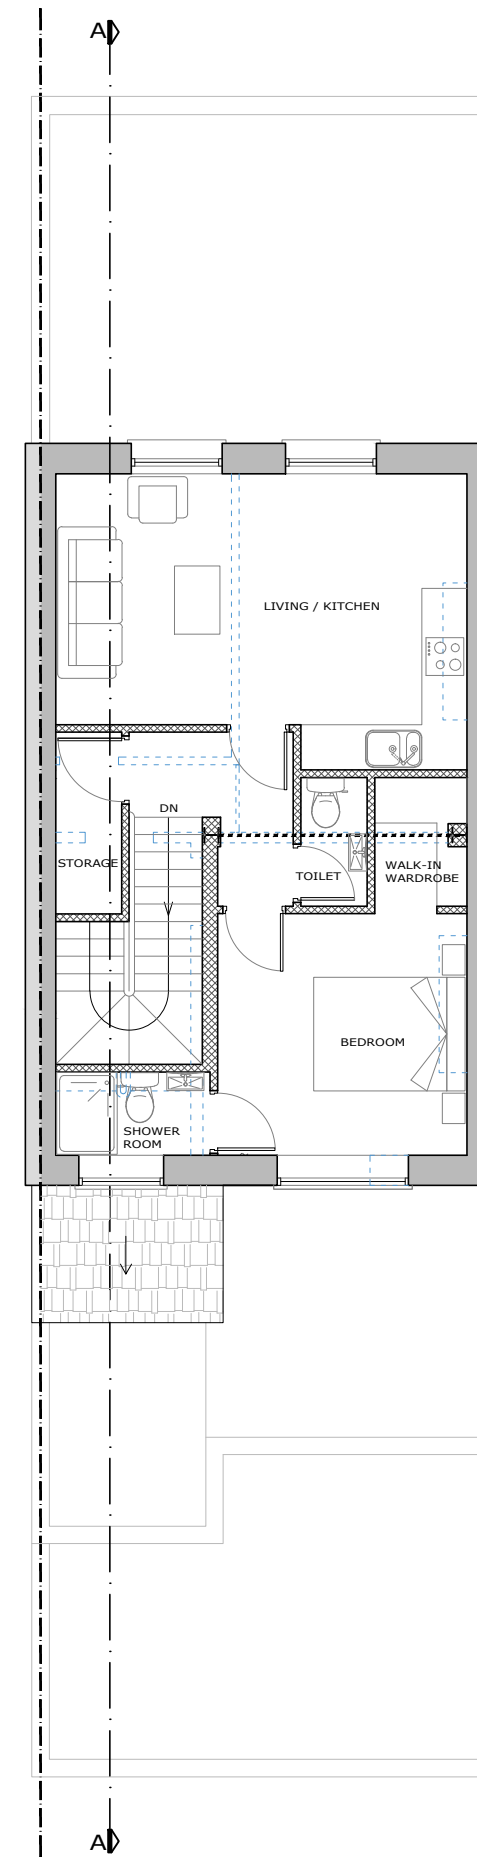 A
LIVING / KITCHEN
DN
STORAGE
TOILET
WALK-IN
WARDROBE
BEDROOM
SHOWER
ROOM
A